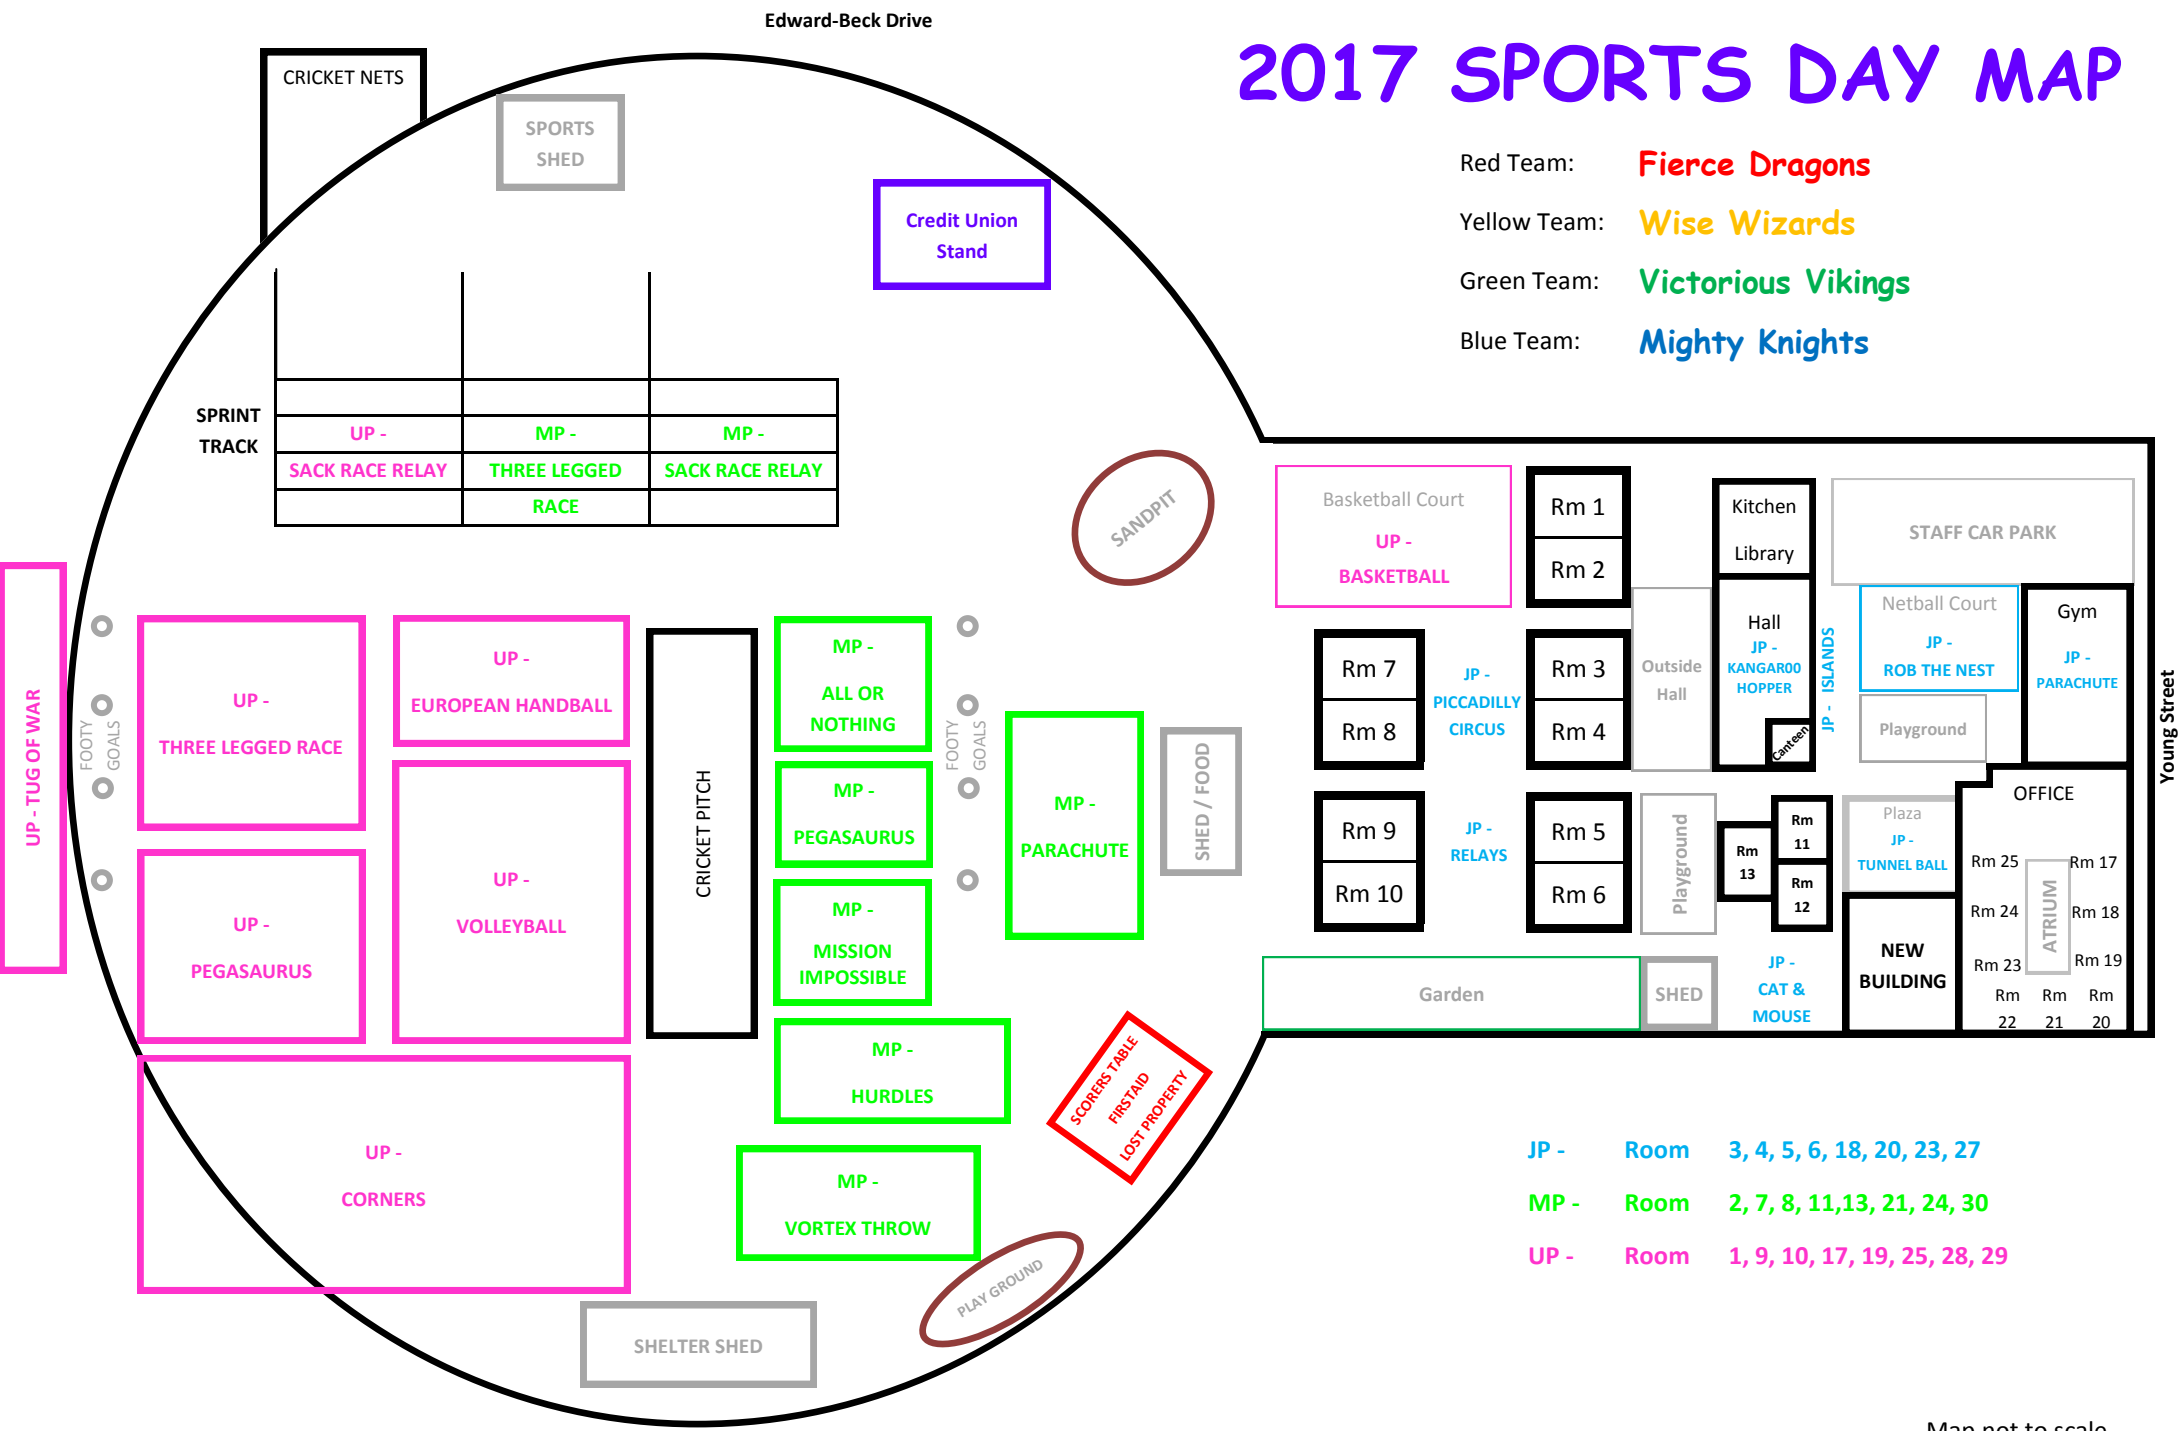 Edward-Beck Drive
2017 SPORTS DAY MAP
CRICKET NETS
SPORTS
SHED
Credit Union
Stand
Red Team: Fierce Dragons
Yellow Team: Wise Wizards
Green Team: Victorious Vikings
Blue Team: Mighty Knights
SPRINT
TRACK
UP -
SACK RACE RELAY
MP -
THREE LEGGED
RACE
MP -
SACK RACE RELAY
SANDPIT
UP - TUG OF WAR
FOOTY
GOALS
UP -
THREE LEGGED RACE
UP -
EUROPEAN HANDBALL
UP -
PEGASAURUS
UP -
VOLLEYBALL
UP -
CORNERS
CRICKET PITCH
MP -
ALL OR
NOTHING
MP -
PEGASAURUS
MP -
MISSION
IMPOSSIBLE
MP -
HURDLES
MP -
VORTEX THROW
FOOTY
GOALS
MP -
PARACHUTE
SHED / FOOD
SCORERS TABLE
FIRSTAID
LOST PROPERTY
PLAY GROUND
SHELTER SHED
Basketball Court
UP -
BASKETBALL
Rm 1
Rm 2
Rm 7
Rm 8
JP -
PICCADILLY
CIRCUS
Rm 3
Rm 4
Rm 9
Rm 10
JP -
RELAYS
Rm 5
Rm 6
Garden
SHED
Outside
Hall
Playground
Kitchen
Library
Hall
JP -
KANGAR00
HOPPER
Canteen
JP - ISLANDS
STAFF CAR PARK
Netball Court
JP -
ROB THE NEST
Playground
Gym
JP -
PARACHUTE
Young Street
Rm
11
Rm
13
Rm
12
JP -
CAT &
MOUSE
Plaza
JP -
TUNNEL BALL
NEW
BUILDING
OFFICE
Rm 25
Rm 17
ATRIUM
Rm 24
Rm 18
Rm 23
Rm 19
Rm
22
Rm
21
Rm
20
JP - Room 3, 4, 5, 6, 18, 20, 23, 27
MP - Room 2, 7, 8, 11,13, 21, 24, 30
UP - Room 1, 9, 10, 17, 19, 25, 28, 29
Map not to scale